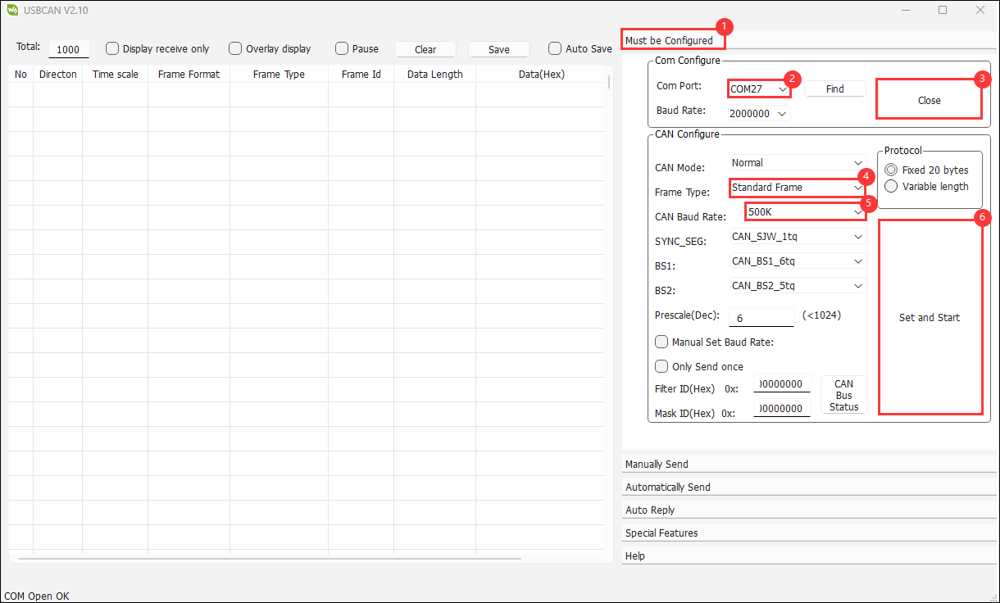 USBCAN V2.10
Total: 1000 Display receive only Overlay display Pause Clear Save Auto Save
No Directon Time scale Frame Format Frame Type Frame Id Data Length Data(Hex)
Must be Configured 1
Com Configure
Com Port: COM27 2 Find Close 3
Baud Rate: 2000000
CAN Configure
CAN Mode: Normal
Frame Type: Standard Frame 4
CAN Baud Rate: 500K 5
SYNC_SEG: CAN_SJW_1tq
BS1: CAN_BS1_6tq
BS2: CAN_BS2_5tq
Prescale(Dec): 6 (<1024)
Manual Set Baud Rate:
Only Send once
Filter ID(Hex) 0x: 00000000
Mask ID(Hex) 0x: 00000000
CAN
Bus
Status
Protocol
Fixed 20 bytes
Variable length
6
Set and Start
Manually Send
Automatically Send
Auto Reply
Special Features
Help
COM Open OK